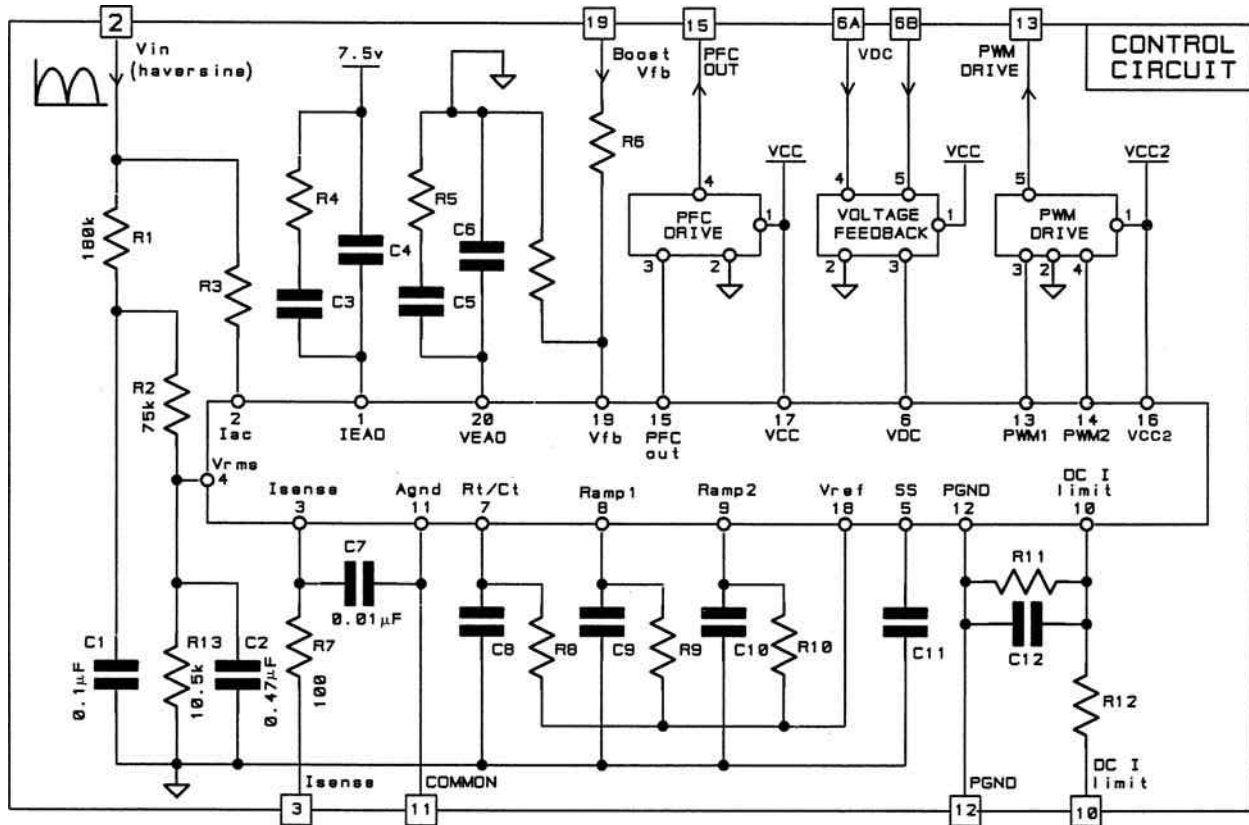 2
19
15
6A
6B
13
CONTROL
CIRCUIT
Vin
(haversine)
7.5v
Boost
Vfb
PFC
OUT
VDC
PWM
DRIVE
VCC
VCC
VCC2
R6
4
4
5
5
PFC
DRIVE
1
VOLTAGE
FEEDBACK
1
PWM
DRIVE
1
3
2
2
3
3
2
4
180k
R1
R4
R5
C6
C4
R3
C3
C5
R2
75k
2
1
20
19
15
17
6
13
14
16
Iac
IEAO
VEAO
Vfb
PFC
out
VCC
VDC
PWM1
PWM2
VCC2
Vrms
4
Isense
3
Agnd
11
Rt/Ct
7
Ramp1
8
Ramp2
9
Vref
18
SS
5
PGND
12
DC I
limit
10
C7
0.01µF
R11
C12
C1
0.1µF
R13
10.5k
C2
0.47µF
R7
100
C8
R8
C9
R9
C10
R10
C11
R12
Isense
COMMON
PGND
DC I
limit
3
11
12
10